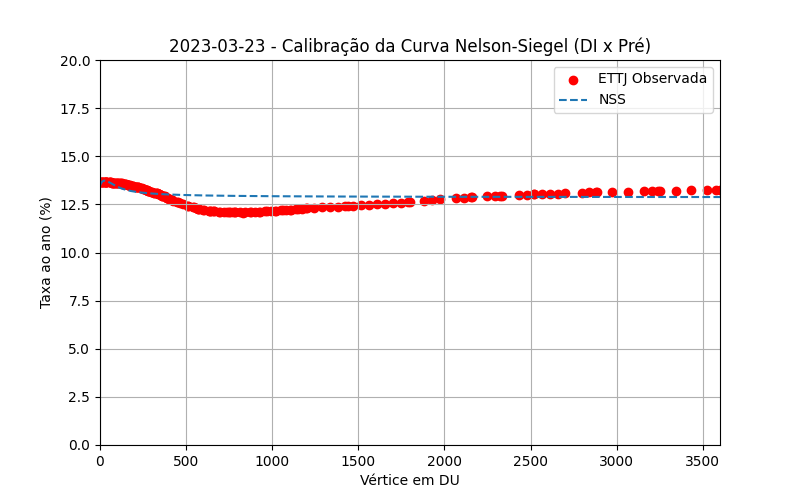 2023-03-23 - Calibração da Curva Nelson-Siegel (DI x Pré)
ETTJ Observada
NSS
20.0
17.5
15.0
12.5
10.0
7.5
5.0
2.5
0.0
Taxa ao ano (%)
0 500 1000 1500 2000 2500 3000 3500
Vértice em DU